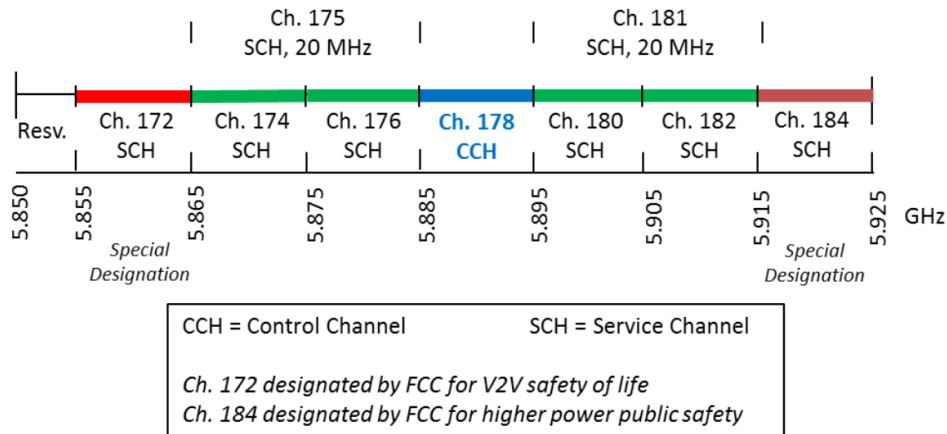 Ch. 175
SCH, 20 MHz
Ch. 181
SCH, 20 MHz
Resv.
Ch. 172
SCH
Ch. 174
SCH
Ch. 176
SCH
Ch. 178
CCH
Ch. 180
SCH
Ch. 182
SCH
Ch. 184
SCH
5.850
5.855
5.865
5.875
5.885
5.895
5.905
5.915
5.925
GHz
Special
Designation
Special
Designation
CCH = Control Channel
SCH = Service Channel
Ch. 172 designated by FCC for V2V safety of life
Ch. 184 designated by FCC for higher power public safety